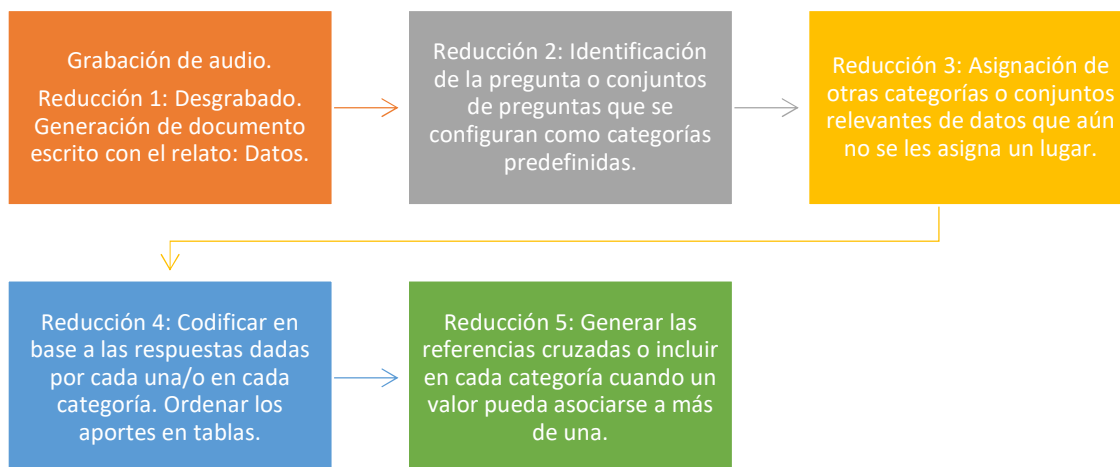 Grabación de audio.
Reducción 1: Desgrabado.
Generación de documento
escrito con el relato: Datos.
Reducción 2: Identificación
de la pregunta o conjuntos
de preguntas que se
configuran como categorías
predefinidas.
Reducción 3: Asignación de
otras categorías o conjuntos
relevantes de datos que aún
no se les asigna un lugar.
Reducción 4: Codificar en
base a las respuestas dadas
por cada una/o en cada
categoría. Ordenar los
aportes en tablas.
Reducción 5: Generar las
referencias cruzadas o incluir
en cada categoría cuando un
valor pueda asociarse a más
de una.